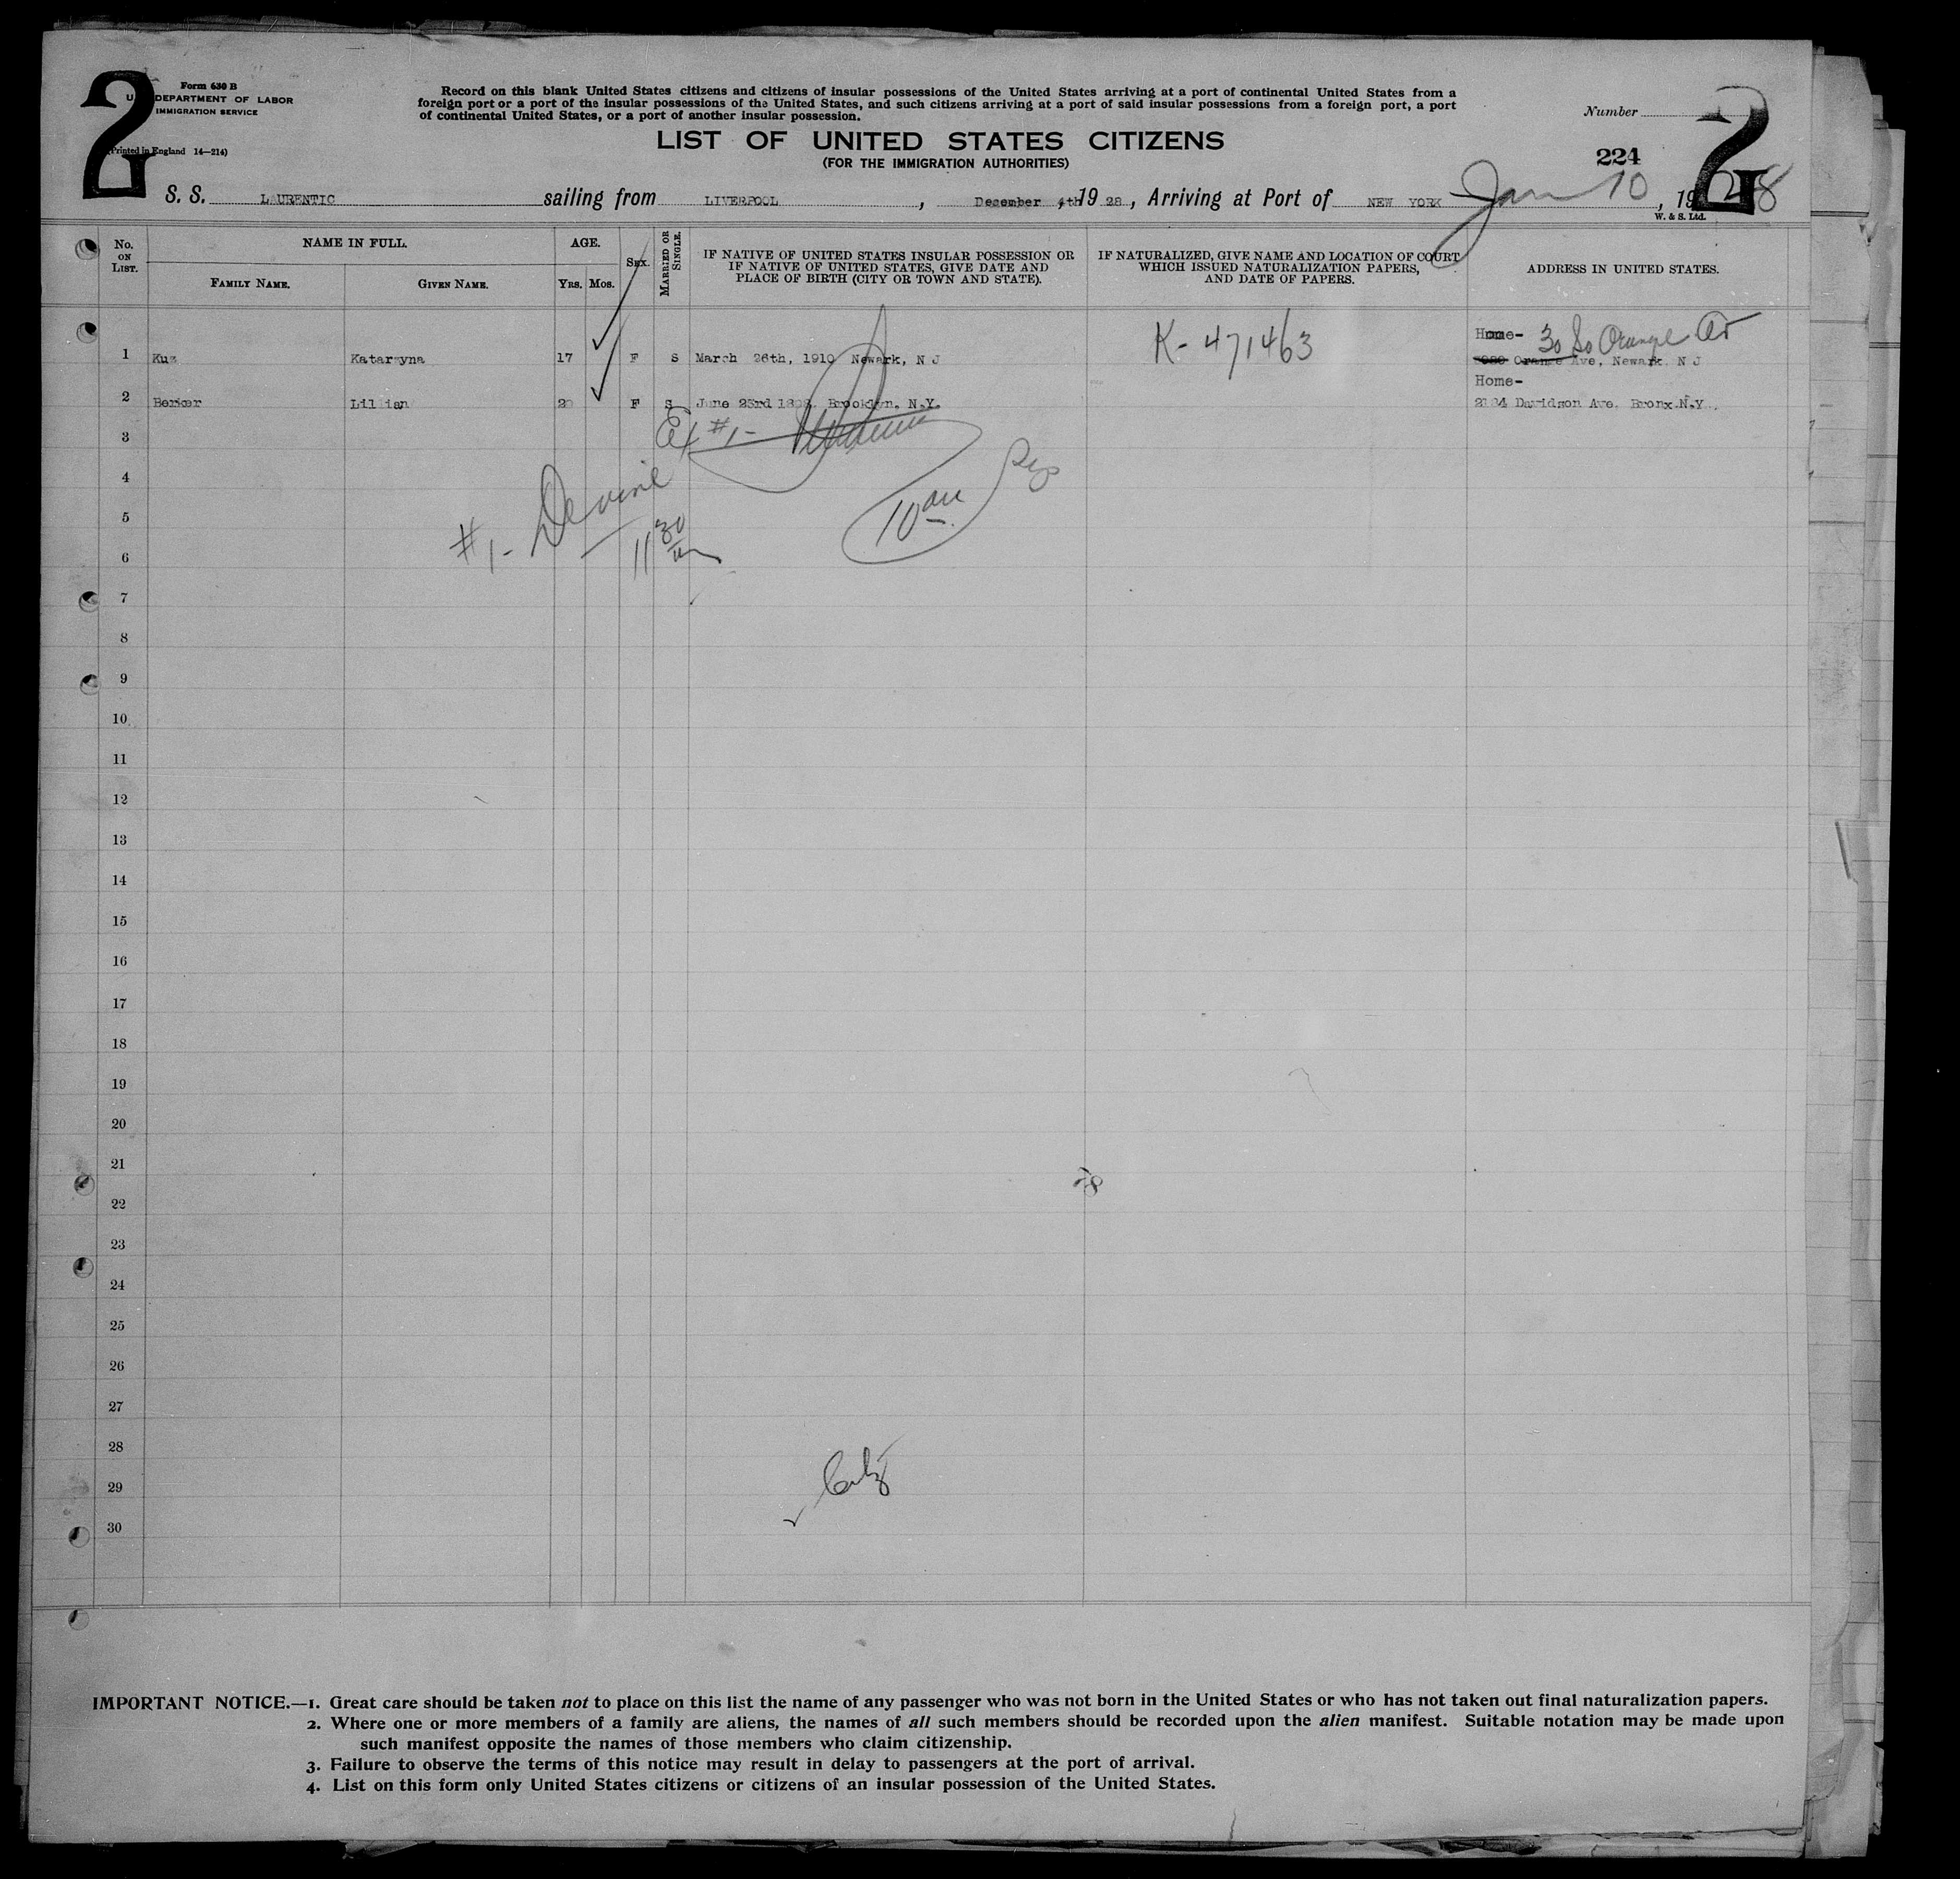 2
Form 630 B
U. DEPARTMENT OF LABOR
IMMIGRATION SERVICE
(Printed in England 14—214)
Record on this blank United States citizens and citizens of insular possessions of the United States arriving at a port of continental United States from a
foreign port or a port of the insular possessions of the United States, and such citizens arriving at a port of said insular possessions from a foreign port, a port
of continental United States, or a port of another insular possession.
LIST OF UNITED STATES CITIZENS
(FOR THE IMMIGRATION AUTHORITIES)
Number
2
224
S. S. LAURENTIC sailing from LIVERPOOL, December 4th, 1928, Arriving at Port of NEW YORK Jan 10, 1928
W. & S. Ltd.
No. ON LIST.
NAME IN FULL.
FAMILY NAME.
GIVEN NAME.
AGE.
YRS.
MOS.
SEX.
MARRIED OR SINGLE.
IF NATIVE OF UNITED STATES INSULAR POSSESSION OR
IF NATIVE OF UNITED STATES, GIVE DATE AND
PLACE OF BIRTH (CITY OR TOWN AND STATE).
IF NATURALIZED, GIVE NAME AND LOCATION OF COURT
WHICH ISSUED NATURALIZATION PAPERS,
AND DATE OF PAPERS.
ADDRESS IN UNITED STATES.
Home- 30 So Orange Av
1 Kuz Katarzyna 17 F S March 26th, 1910 Newark, N J K-471463 Orange Ave, Newark. N J
Home-
2 Berker Lillian F S June 23rd Brooklyn. N.Y. Davidson Ave. Bronx.N.Y.
#1-
3
4
#1- Devine
10 am
5
11 30
6
7
8
9
10
11
12
13
14
15
16
17
18
19
20
21
22
23
24
25
26
27
28
29
30
IMPORTANT NOTICE.—1. Great care should be taken not to place on this list the name of any passenger who was not born in the United States or who has not taken out final naturalization papers.
2. Where one or more members of a family are aliens, the names of all such members should be recorded upon the alien manifest. Suitable notation may be made upon
such manifest opposite the names of those members who claim citizenship.
3. Failure to observe the terms of this notice may result in delay to passengers at the port of arrival.
4. List on this form only United States citizens or citizens of an insular possession of the United States.